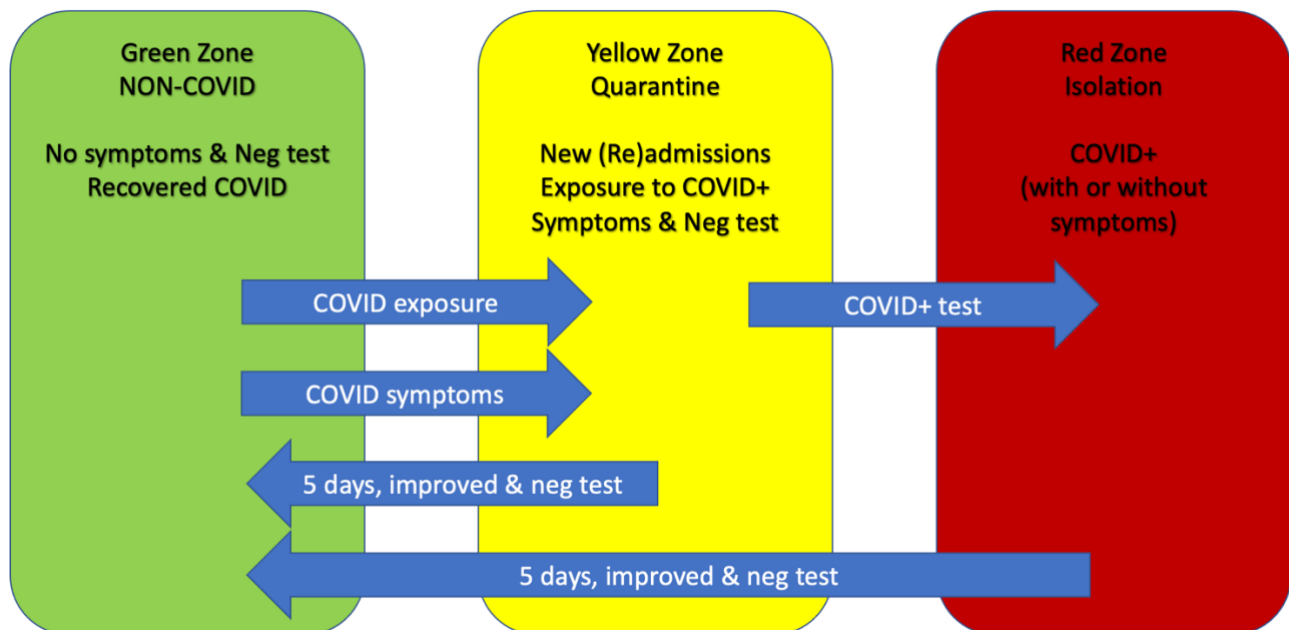 Green Zone
NON-COVID
No symptoms & Neg test
Recovered COVID
Yellow Zone
Quarantine
New (Re)admissions
Exposure to COVID+
Symptoms & Neg test
Red Zone
Isolation
COVID+
(with or without
symptoms)
COVID exposure
COVID+ test
COVID symptoms
5 days, improved & neg test
5 days, improved & neg test